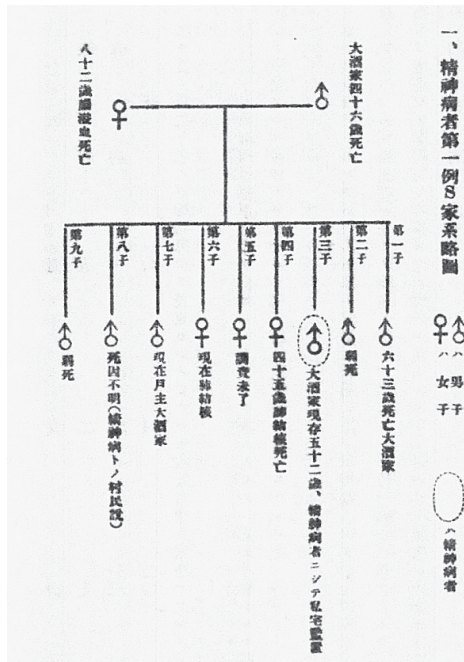 一、精神病者第一例S家系略圖
♂ハ男子
♀ハ女子
ハ精神病者
大酒家四十六歲死亡
八十二歲腦溢血死亡
第一子
六十三歲死亡大酒家
第二子
弱死
第三子
大酒家現存五十二歲、精神病者ニシテ私宅監置
第四子
四十五歲肺結核死亡
第五子
調査未了
第六子
現在肺結核
第七子
現在戶主大酒家
第八子
死因不明(精神病トノ村民說)
第九子
弱死